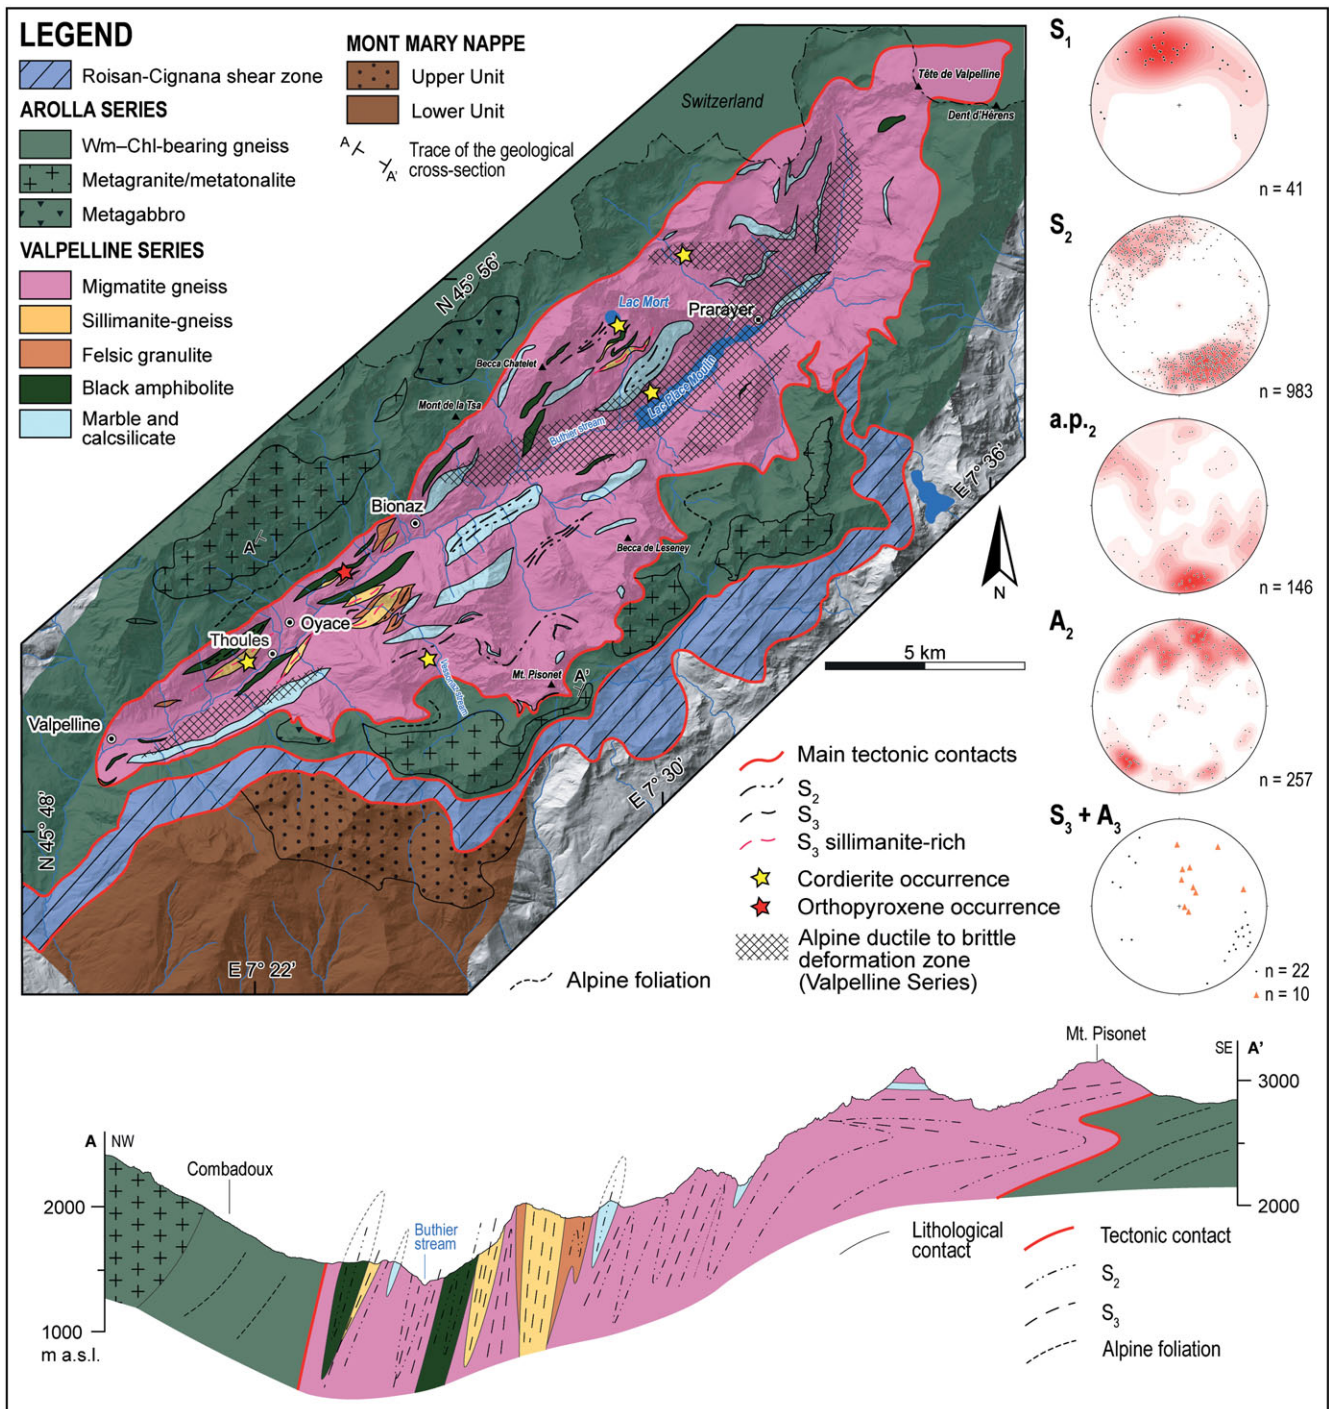 LEGEND
Roisan-Cignana shear zone
AROLLA SERIES
Wm–Chl-bearing gneiss
Metagranite/metatonalite
Metagabbro
VALPELLINE SERIES
Migmatite gneiss
Sillimanite-gneiss
Felsic granulite
Black amphibolite
Marble and
calcsilicate
MONT MARY NAPPE
Upper Unit
Lower Unit
A
A'
Trace of the geological
cross-section
Switzerland
Tête de Valpelline
Dent d'Hérens
N 45° 56'
Lac Mort
Prarayer
Becca Chatelet
Lac Place Moulin
Mont de la Tsa
Buthier stream
Bionaz
A
Becca de Leseney
E 7° 36'
N
Oyace
Thoules
Mt. Pisonet
A'
Valpelline
5 km
E 7° 30'
N 45° 48'
E 7° 22'
Main tectonic contacts
S2
S3
S3 sillimanite-rich
Cordierite occurrence
Orthopyroxene occurrence
Alpine ductile to brittle
deformation zone
(Valpelline Series)
Alpine foliation
S1
n = 41
S2
n = 983
a.p.2
n = 146
A2
n = 257
S3 + A3
n = 22
n = 10
A NW
Combadoux
2000
1000
m a.s.l.
Buthier
stream
Mt. Pisonet
SE A'
3000
2000
Lithological
contact
Tectonic contact
S2
S3
Alpine foliation